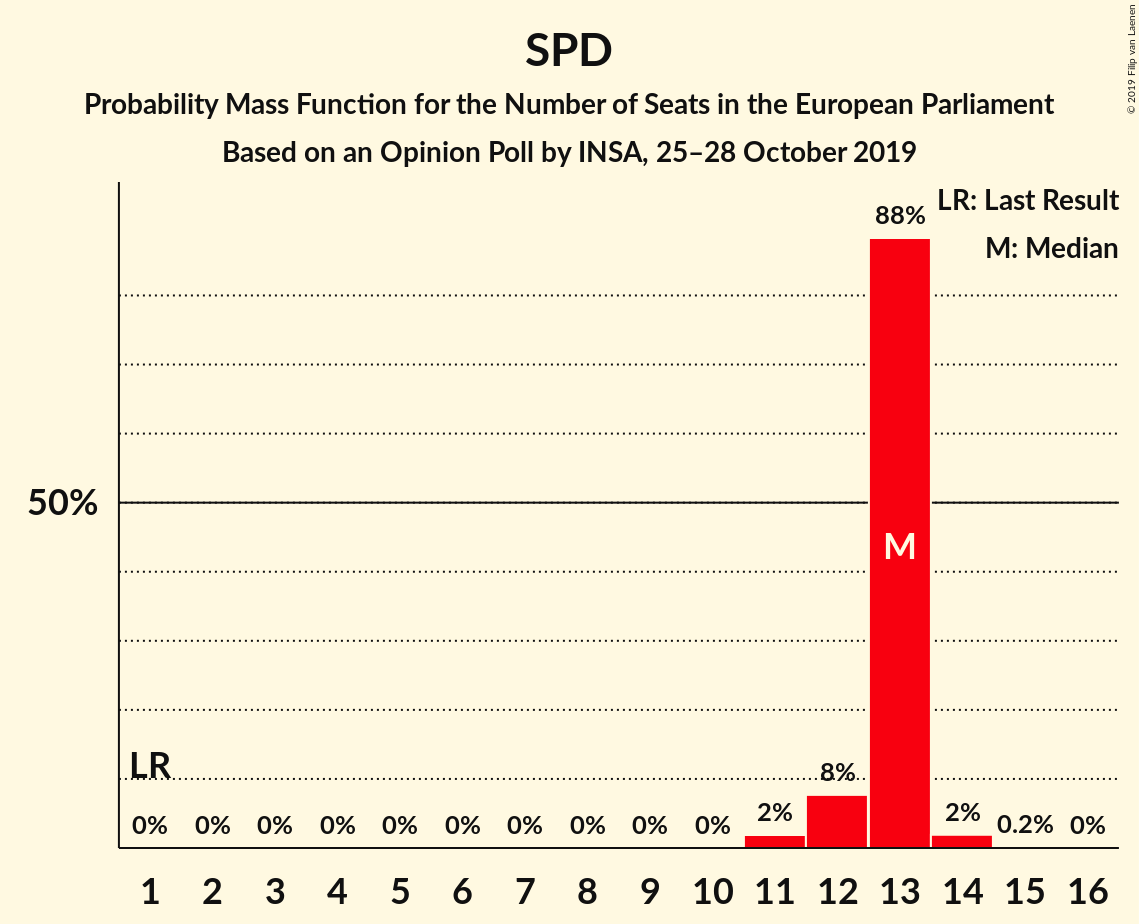 SPD
Probability Mass Function for the Number of Seats in the European Parliament
Based on an Opinion Poll by INSA, 25–28 October 2019
© 2019 Filip van Laenen
LR: Last Result
M: Median
88%
50%
M
LR
0% 0% 0% 0% 0% 0% 0% 0% 0% 0% 2% 8% 2% 0.2% 0%
1 2 3 4 5 6 7 8 9 10 11 12 13 14 15 16